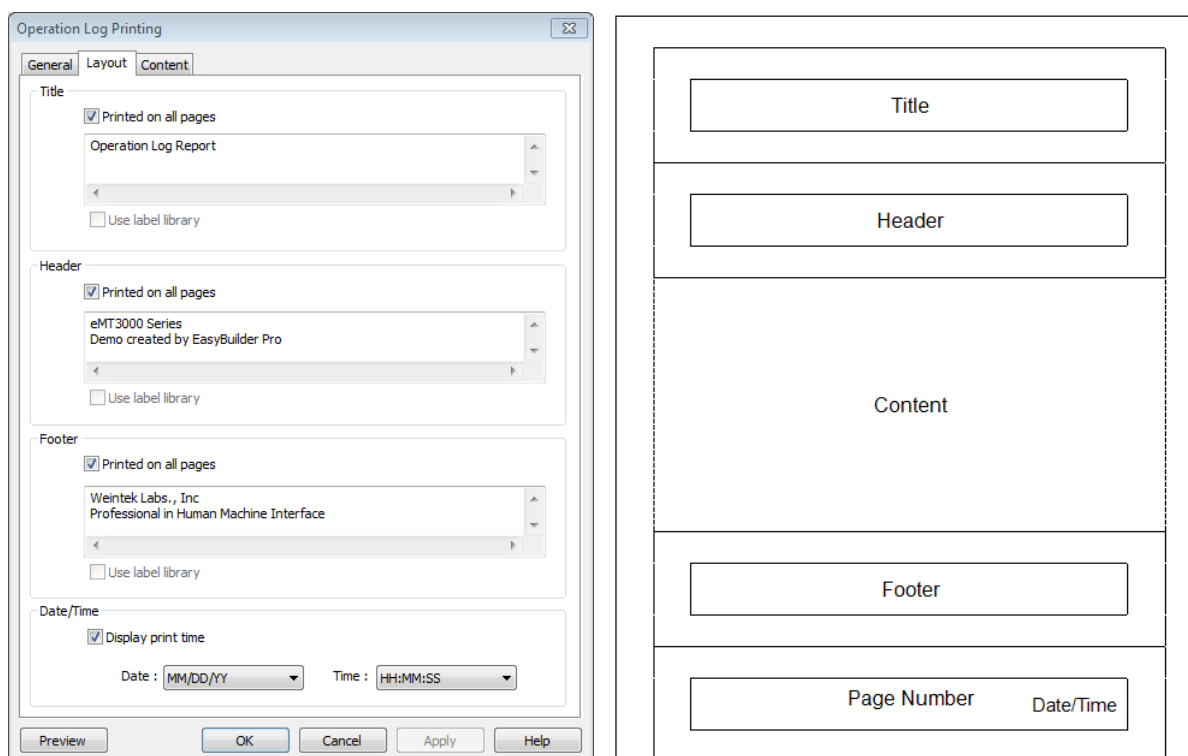 Operation Log Printing
General Layout Content
Title
Printed on all pages
Operation Log Report
Use label library
Header
Printed on all pages
eMT3000 Series
Demo created by EasyBuilder Pro
Use label library
Footer
Printed on all pages
Weintek Labs., Inc
Professional in Human Machine Interface
Use label library
Date/Time
Display print time
Date : MM/DD/YY Time : HH:MM:SS
Preview OK Cancel Apply Help
Title
Header
Content
Footer
Page Number Date/Time